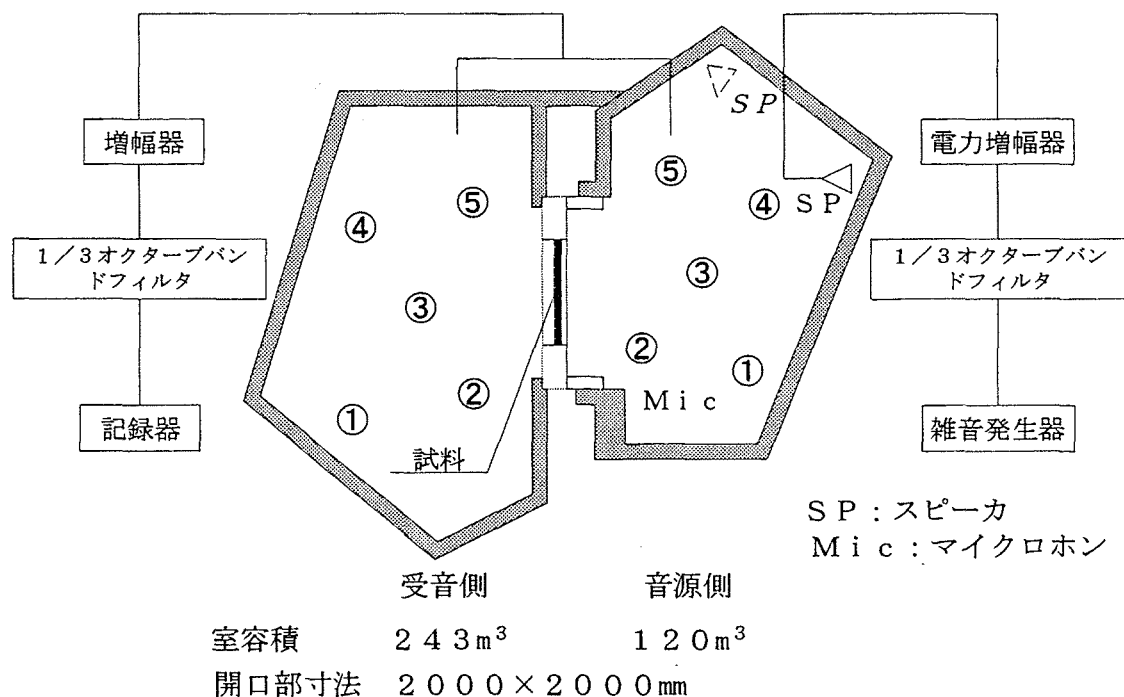 増幅器
1/3オクターブバン
ドフィルタ
記録器
④
⑤
③
②
①
試料
SP
⑤
④
SP
③
②
①
Mic
電力増幅器
1/3オクターブバン
ドフィルタ
雑音発生器
SP:スピーカ
Mic:マイクロホン
受音側 音源側
室容積 243m³ 120m³
開口部寸法 2000×2000㎜